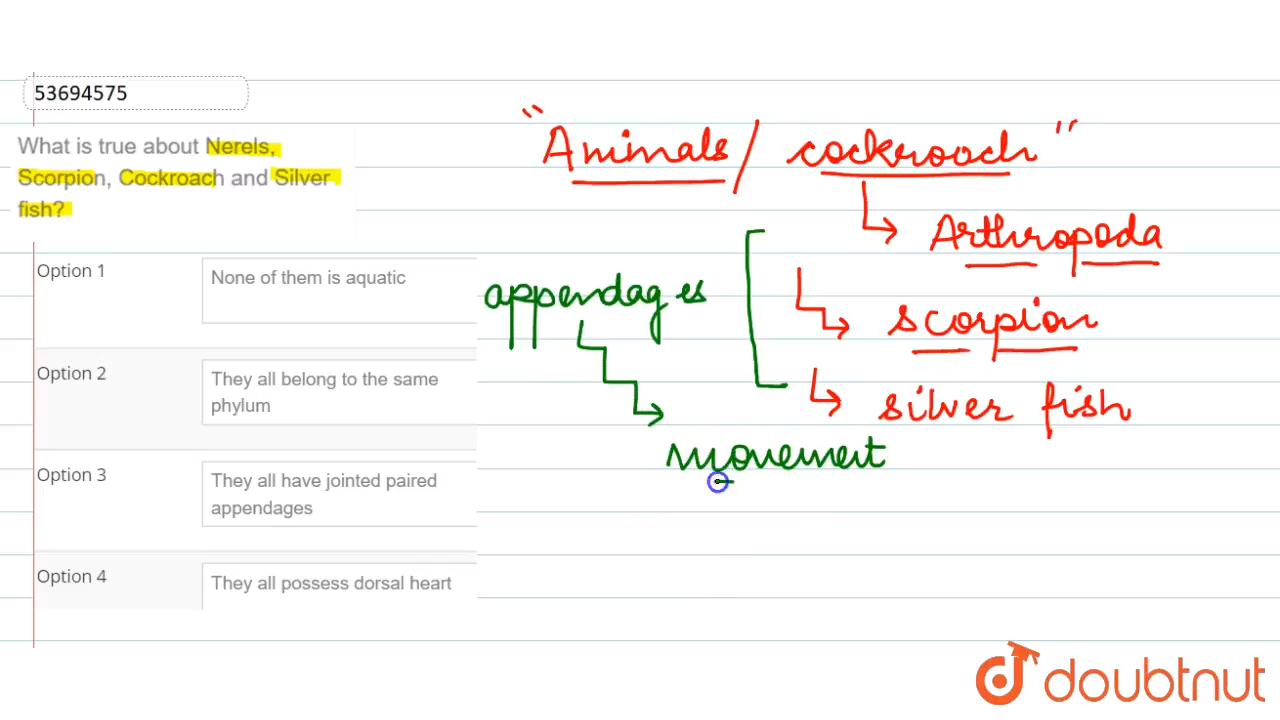 53694575
What is true about Nerels,
Scorpion, Cockroach and Silver
fish?
Option 1
None of them is aquatic
Option 2
They all belong to the same
phylum
Option 3
They all have jointed paired
appendages
Option 4
They all possess dorsal heart
"Animals/ cockroach"
Arthropoda
appendages
scorpion
silver fish
movement
doubtnut